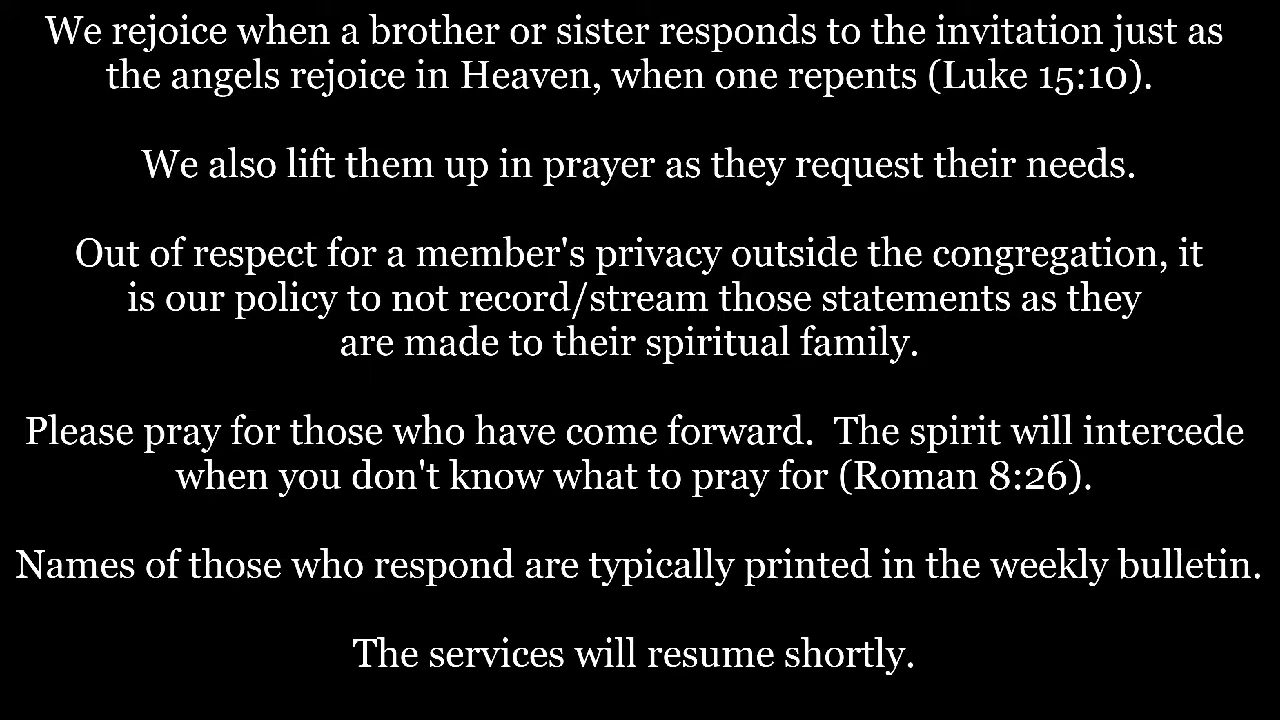 We rejoice when a brother or sister responds to the invitation just as
the angels rejoice in Heaven, when one repents (Luke 15:10).
We also lift them up in prayer as they request their needs.
Out of respect for a member's privacy outside the congregation, it
is our policy to not record/stream those statements as they
are made to their spiritual family.
Please pray for those who have come forward.  The spirit will intercede
when you don't know what to pray for (Roman 8:26).
Names of those who respond are typically printed in the weekly bulletin.
The services will resume shortly.